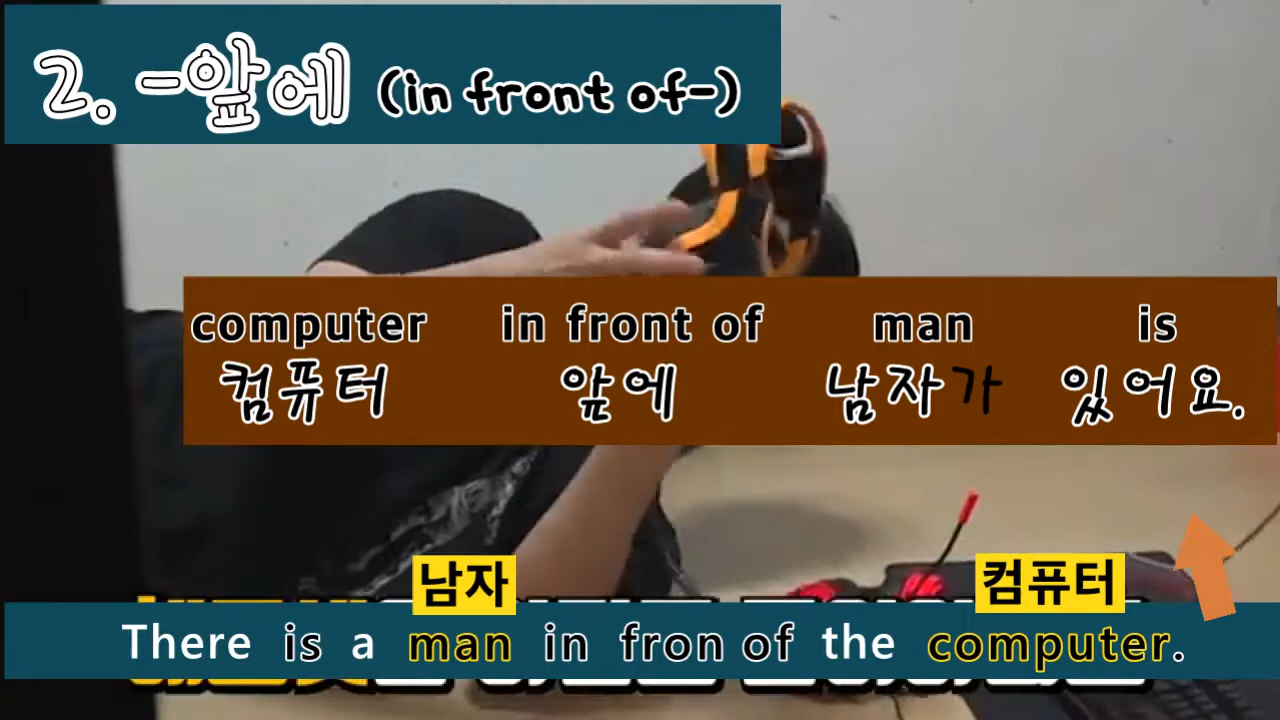 2. -앞에 (in front of-)
computer in front of man is
컴퓨터 앞에 남자가 있어요.
남자 컴퓨터
There is a man in fron of the computer.